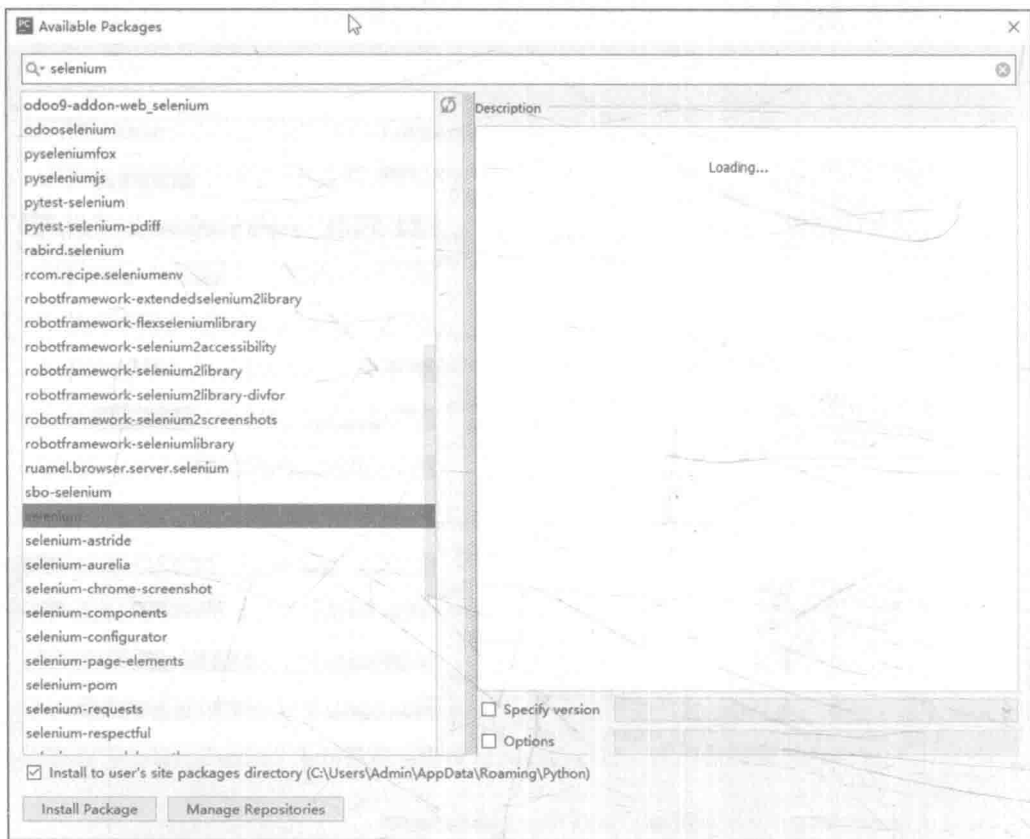 PC
Available Packages
selenium
odoo9-addon-web_selenium
odooselenium
pyseleniumfox
pyseleniumjs
pytest-selenium
pytest-selenium-pdiff
rabird.selenium
rcom.recipe.seleniumenv
robotframework-extendedselenium2library
robotframework-flexseleniumlibrary
robotframework-selenium2accessibility
robotframework-selenium2library
robotframework-selenium2library-divfor
robotframework-selenium2screenshots
robotframework-seleniumlibrary
ruamel.browser.server.selenium
sbo-selenium
selenium
selenium-astride
selenium-aurelia
selenium-chrome-screenshot
selenium-components
selenium-configurator
selenium-page-elements
selenium-pom
selenium-requests
selenium-respectful
Description
Loading...
Specify version
Options
Install to user's site packages directory (C:\Users\Admin\AppData\Roaming\Python)
Install Package
Manage Repositories